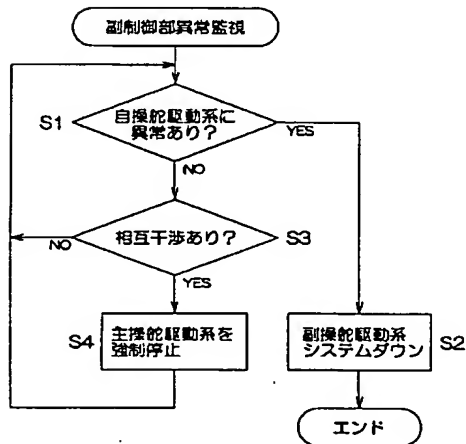 副制御部異常監視
S1
自操舵駆動系に
異常あり？
YES
NO
相互干渉あり？
S3
NO
YES
S4
主操舵駆動系を
強制停止
副操舵駆動系
システムダウン
S2
エンド